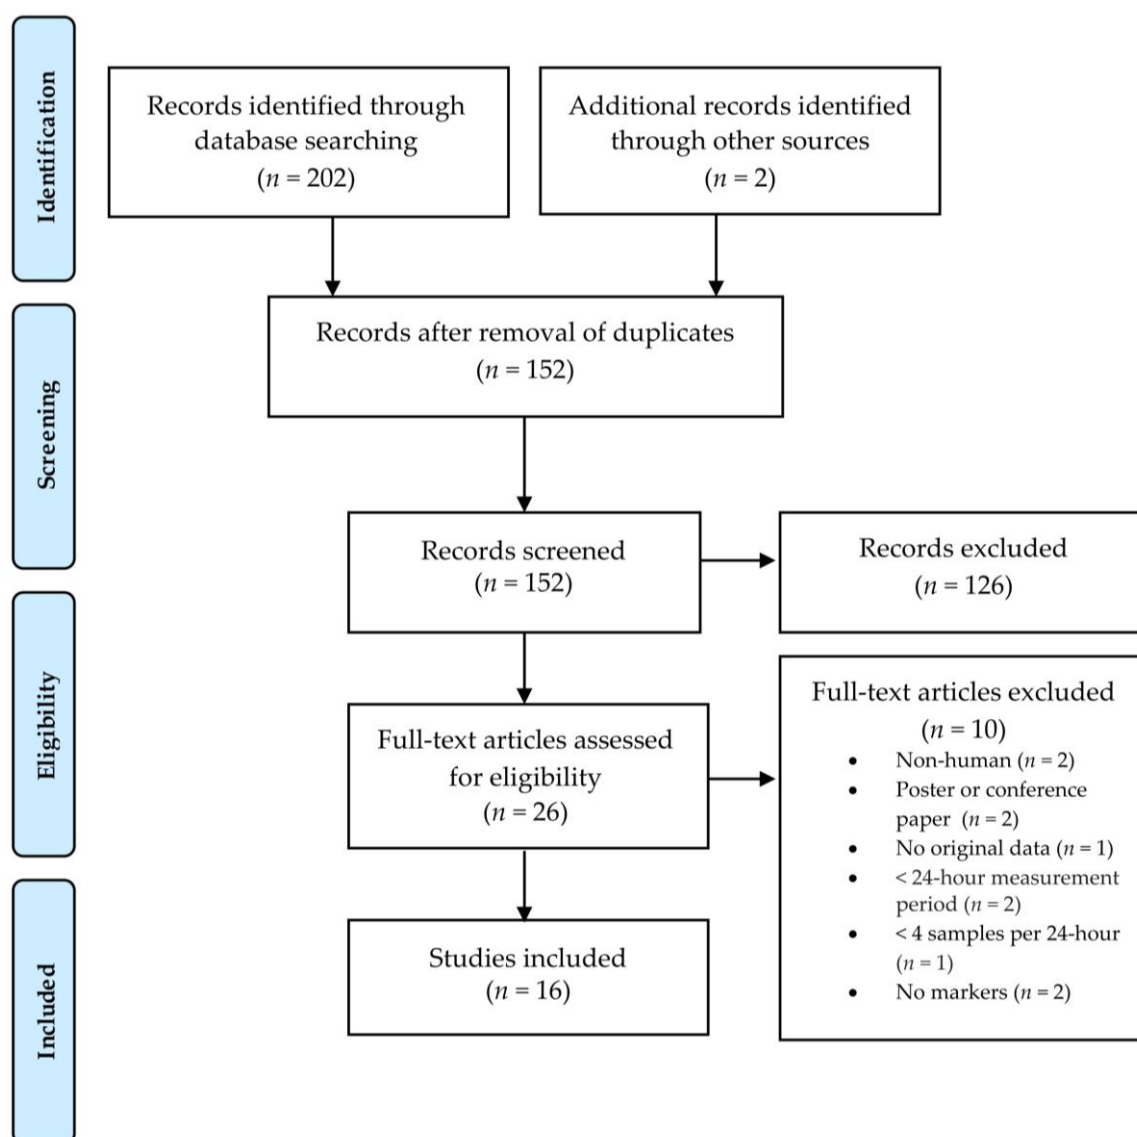 Identification
Records identified through
database searching
(n = 202)
Additional records identified
through other sources
(n = 2)
Screening
Records after removal of duplicates
(n = 152)
Records screened
(n = 152)
Records excluded
(n = 126)
Eligibility
Full-text articles assessed
for eligibility
(n = 26)
Full-text articles excluded
(n = 10)
• Non-human (n = 2)
• Poster or conference
paper (n = 2)
• No original data (n = 1)
• < 24-hour measurement
period (n = 2)
• < 4 samples per 24-hour
(n = 1)
• No markers (n = 2)
Included
Studies included
(n = 16)